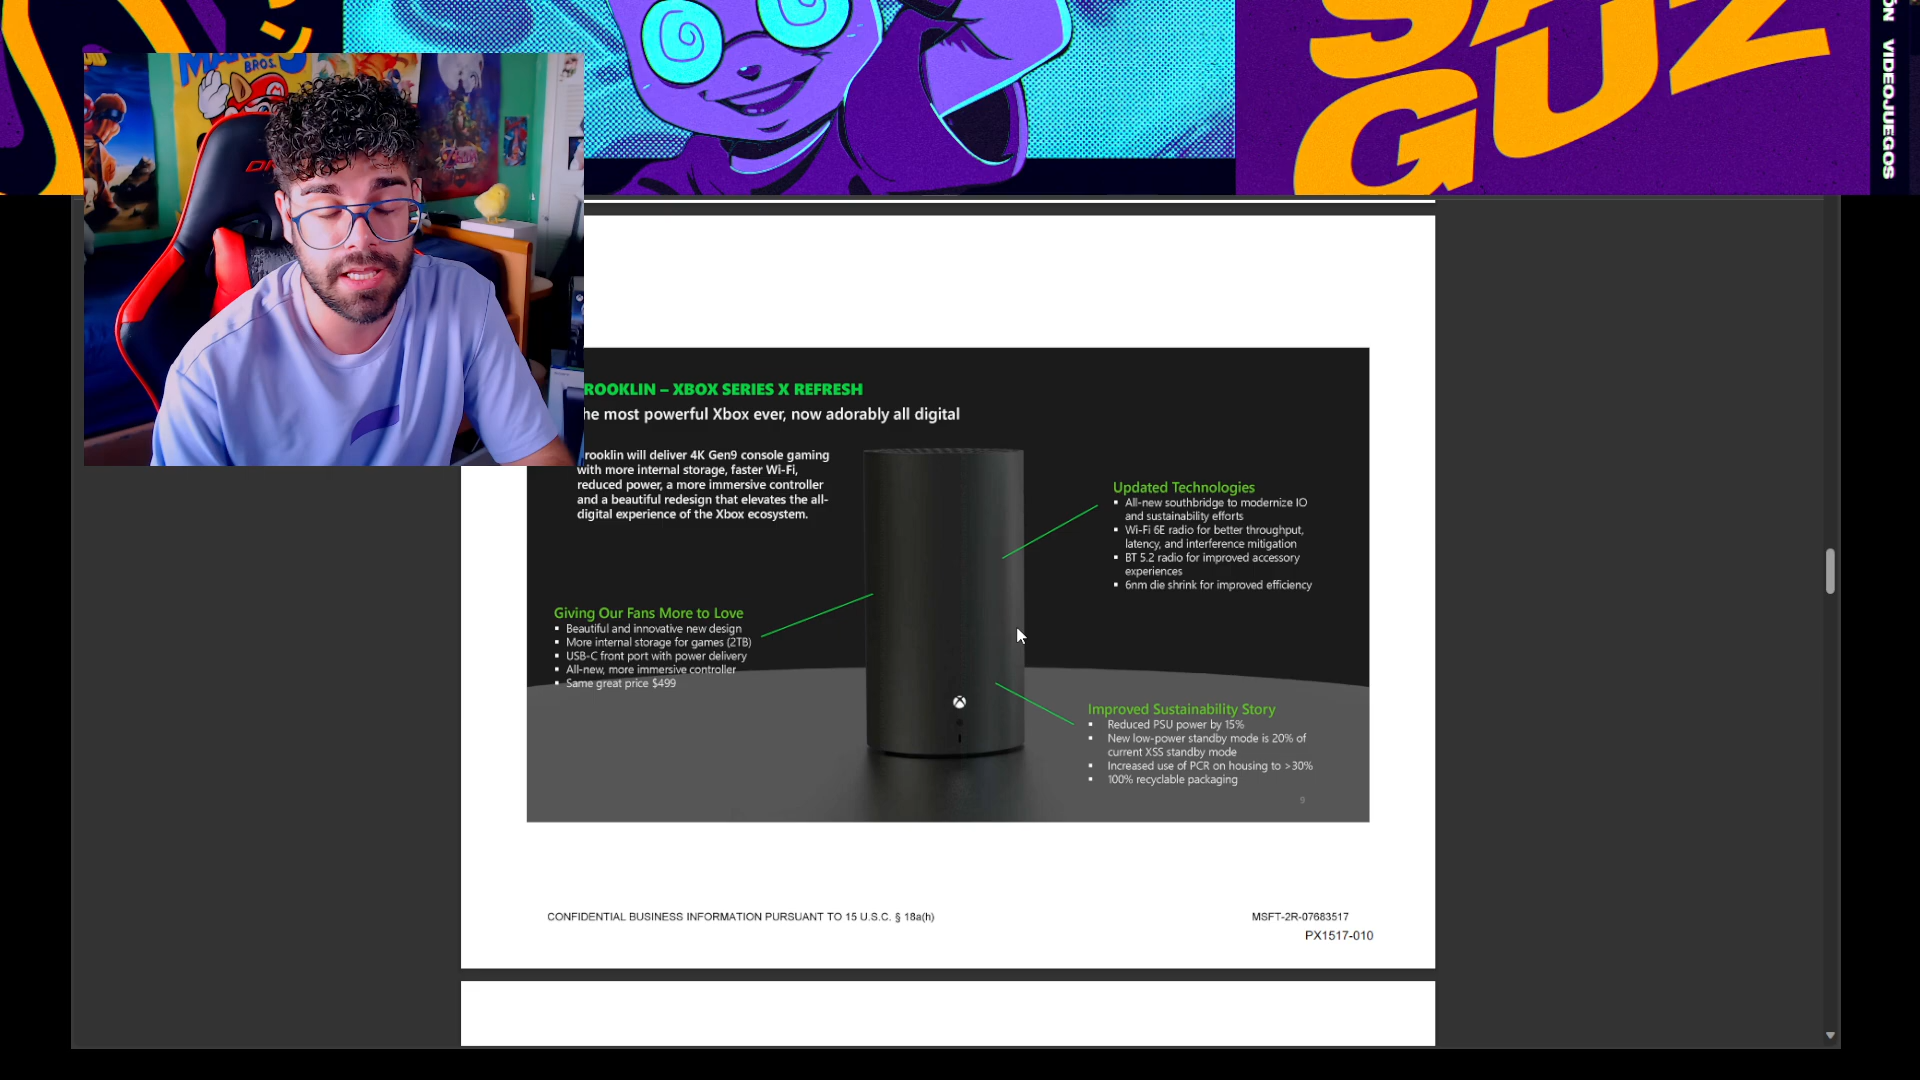 VIDEOJUEGOS
GUZ
BROS.
ROOKLIN – XBOX SERIES X REFRESH
he most powerful Xbox ever, now adorably all digital
rooklin will deliver 4K Gen9 console gaming
with more internal storage, faster Wi-Fi,
reduced power, a more immersive controller
and a beautiful redesign that elevates the all-
digital experience of the Xbox ecosystem.
Giving Our Fans More to Love
▪ Beautiful and innovative new design
▪ More internal storage for games (2TB)
▪ USB-C front port with power delivery
▪ All-new, more immersive controller
▪ Same great price $499
Updated Technologies
▪ All-new southbridge to modernize IO
and sustainability efforts
▪ Wi-Fi 6E radio for better throughput,
latency, and interference mitigation
▪ BT 5.2 radio for improved accessory
experiences
▪ 6nm die shrink for improved efficiency
Improved Sustainability Story
▪ Reduced PSU power by 15%
▪ New low-power standby mode is 20% of
current XSS standby mode
▪ Increased use of PCR on housing to >30%
▪ 100% recyclable packaging
9
CONFIDENTIAL BUSINESS INFORMATION PURSUANT TO 15 U.S.C. § 18a(h)
MSFT-2R-07683517
PX1517-010